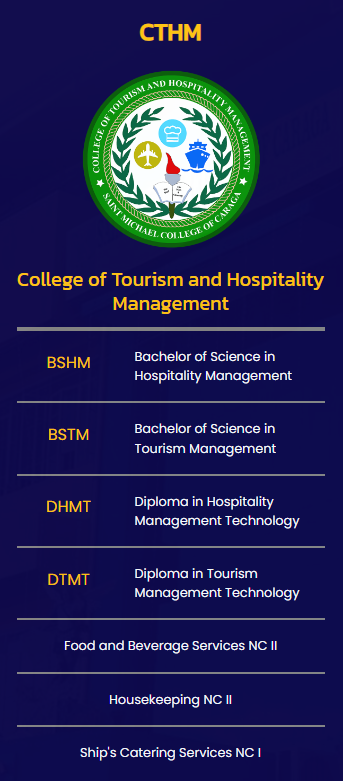 CTHM
COLLEGE OF TOURISM AND HOSPITALITY MANAGEMENT
SAINT MICHAEL COLLEGE OF CARAGA
College of Tourism and Hospitality
Management
BSHM
Bachelor of Science in
Hospitality Management
BSTM
Bachelor of Science in
Tourism Management
DHMT
Diploma in Hospitality
Management Technology
DTMT
Diploma in Tourism
Management Technology
Food and Beverage Services NC II
Housekeeping NC II
Ship's Catering Services NC I